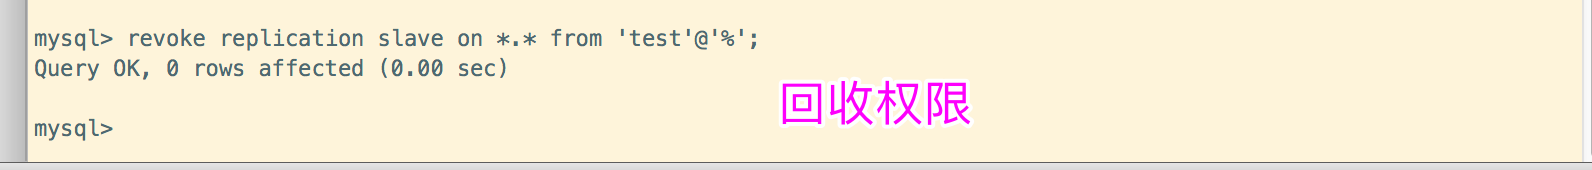 mysql> revoke replication slave on *.* from 'test'@'%';
Query OK, 0 rows affected (0.00 sec)
回收权限
mysql>